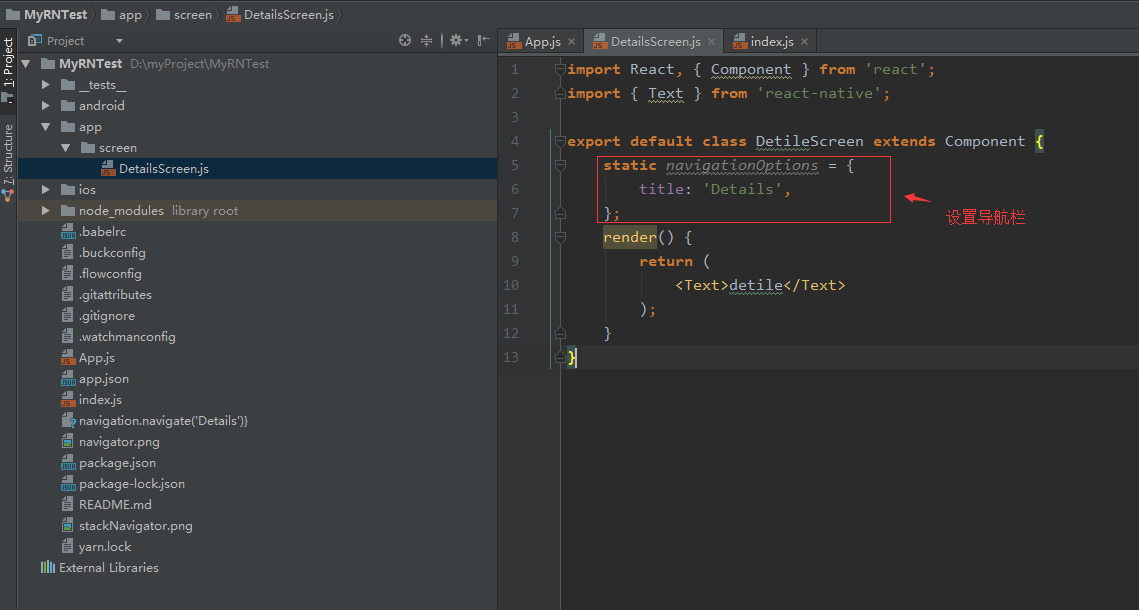 MyRNTest app screen DetailsScreen.js
Project
1: Project
7: Structure
MyRNTest D:\myProject\MyRNTest
__tests__
android
app
screen
DetailsScreen.js
ios
node_modules library root
.babelrc
.buckconfig
.flowconfig
.gitattributes
.gitignore
.watchmanconfig
App.js
app.json
index.js
navigation.navigate('Details')}
navigator.png
package.json
package-lock.json
README.md
stackNavigator.png
yarn.lock
External Libraries
App.js DetailsScreen.js index.js
1 import React, { Component } from 'react';
2 import { Text } from 'react-native';
3
4 export default class DetileScreen extends Component {
5 static navigationOptions = {
6 title: 'Details',
7 };
设置导航栏
8 render() {
9 return (
10 <Text>detile</Text>
11 );
12 }
13 }